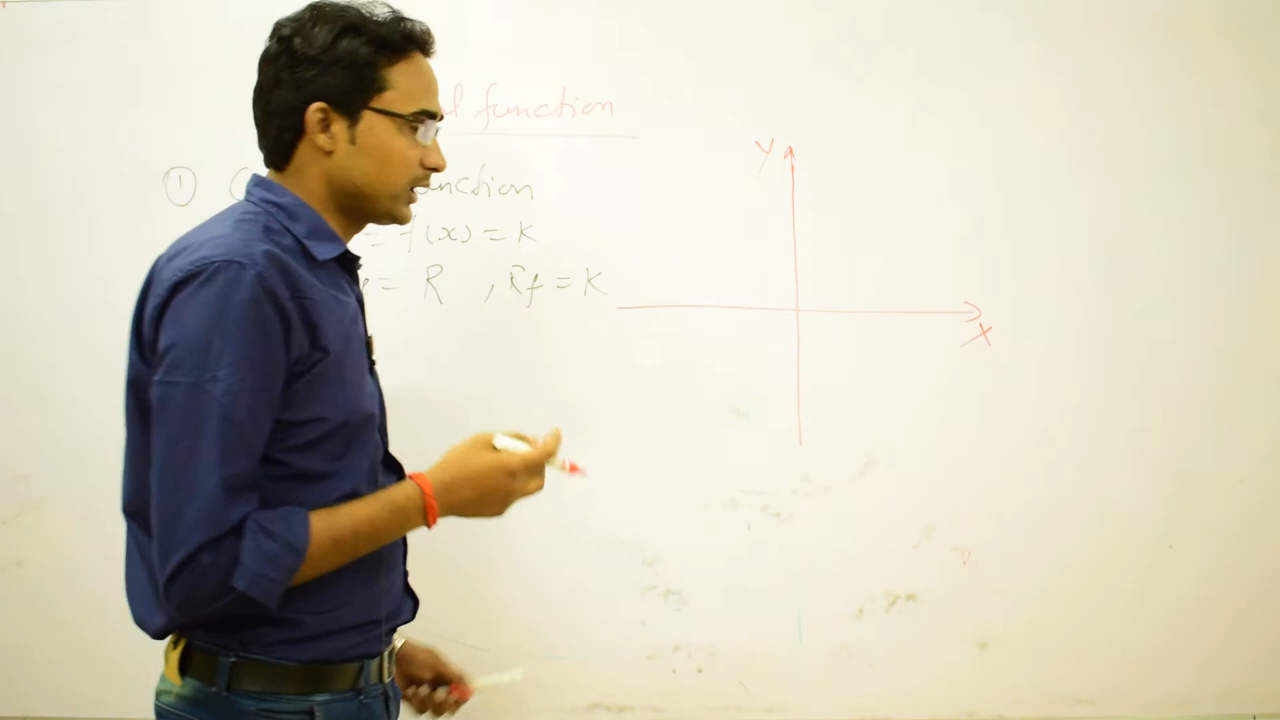 function
Y
① function
f(x) = K
= R , Rf = K
X